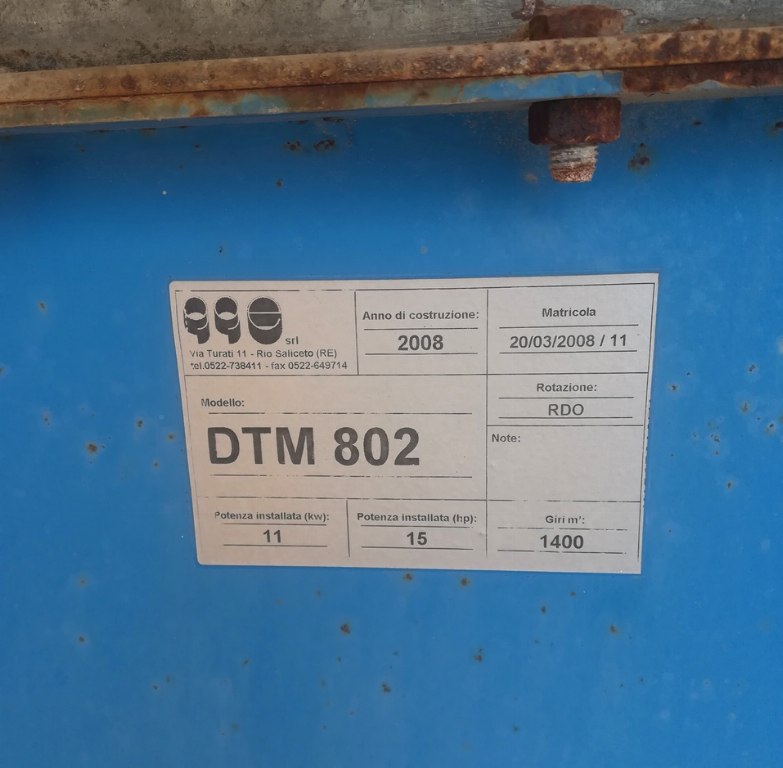 srl
Via Turati 11 - Rio Saliceto (RE)
tel.0522-738411 - fax 0522-649714
Anno di costruzione:
2008
Matricola
20/03/2008 / 11
Modello:
DTM 802
Rotazione:
RDO
Note:
Potenza installata (kw):
11
Potenza installata (hp):
15
Giri m':
1400